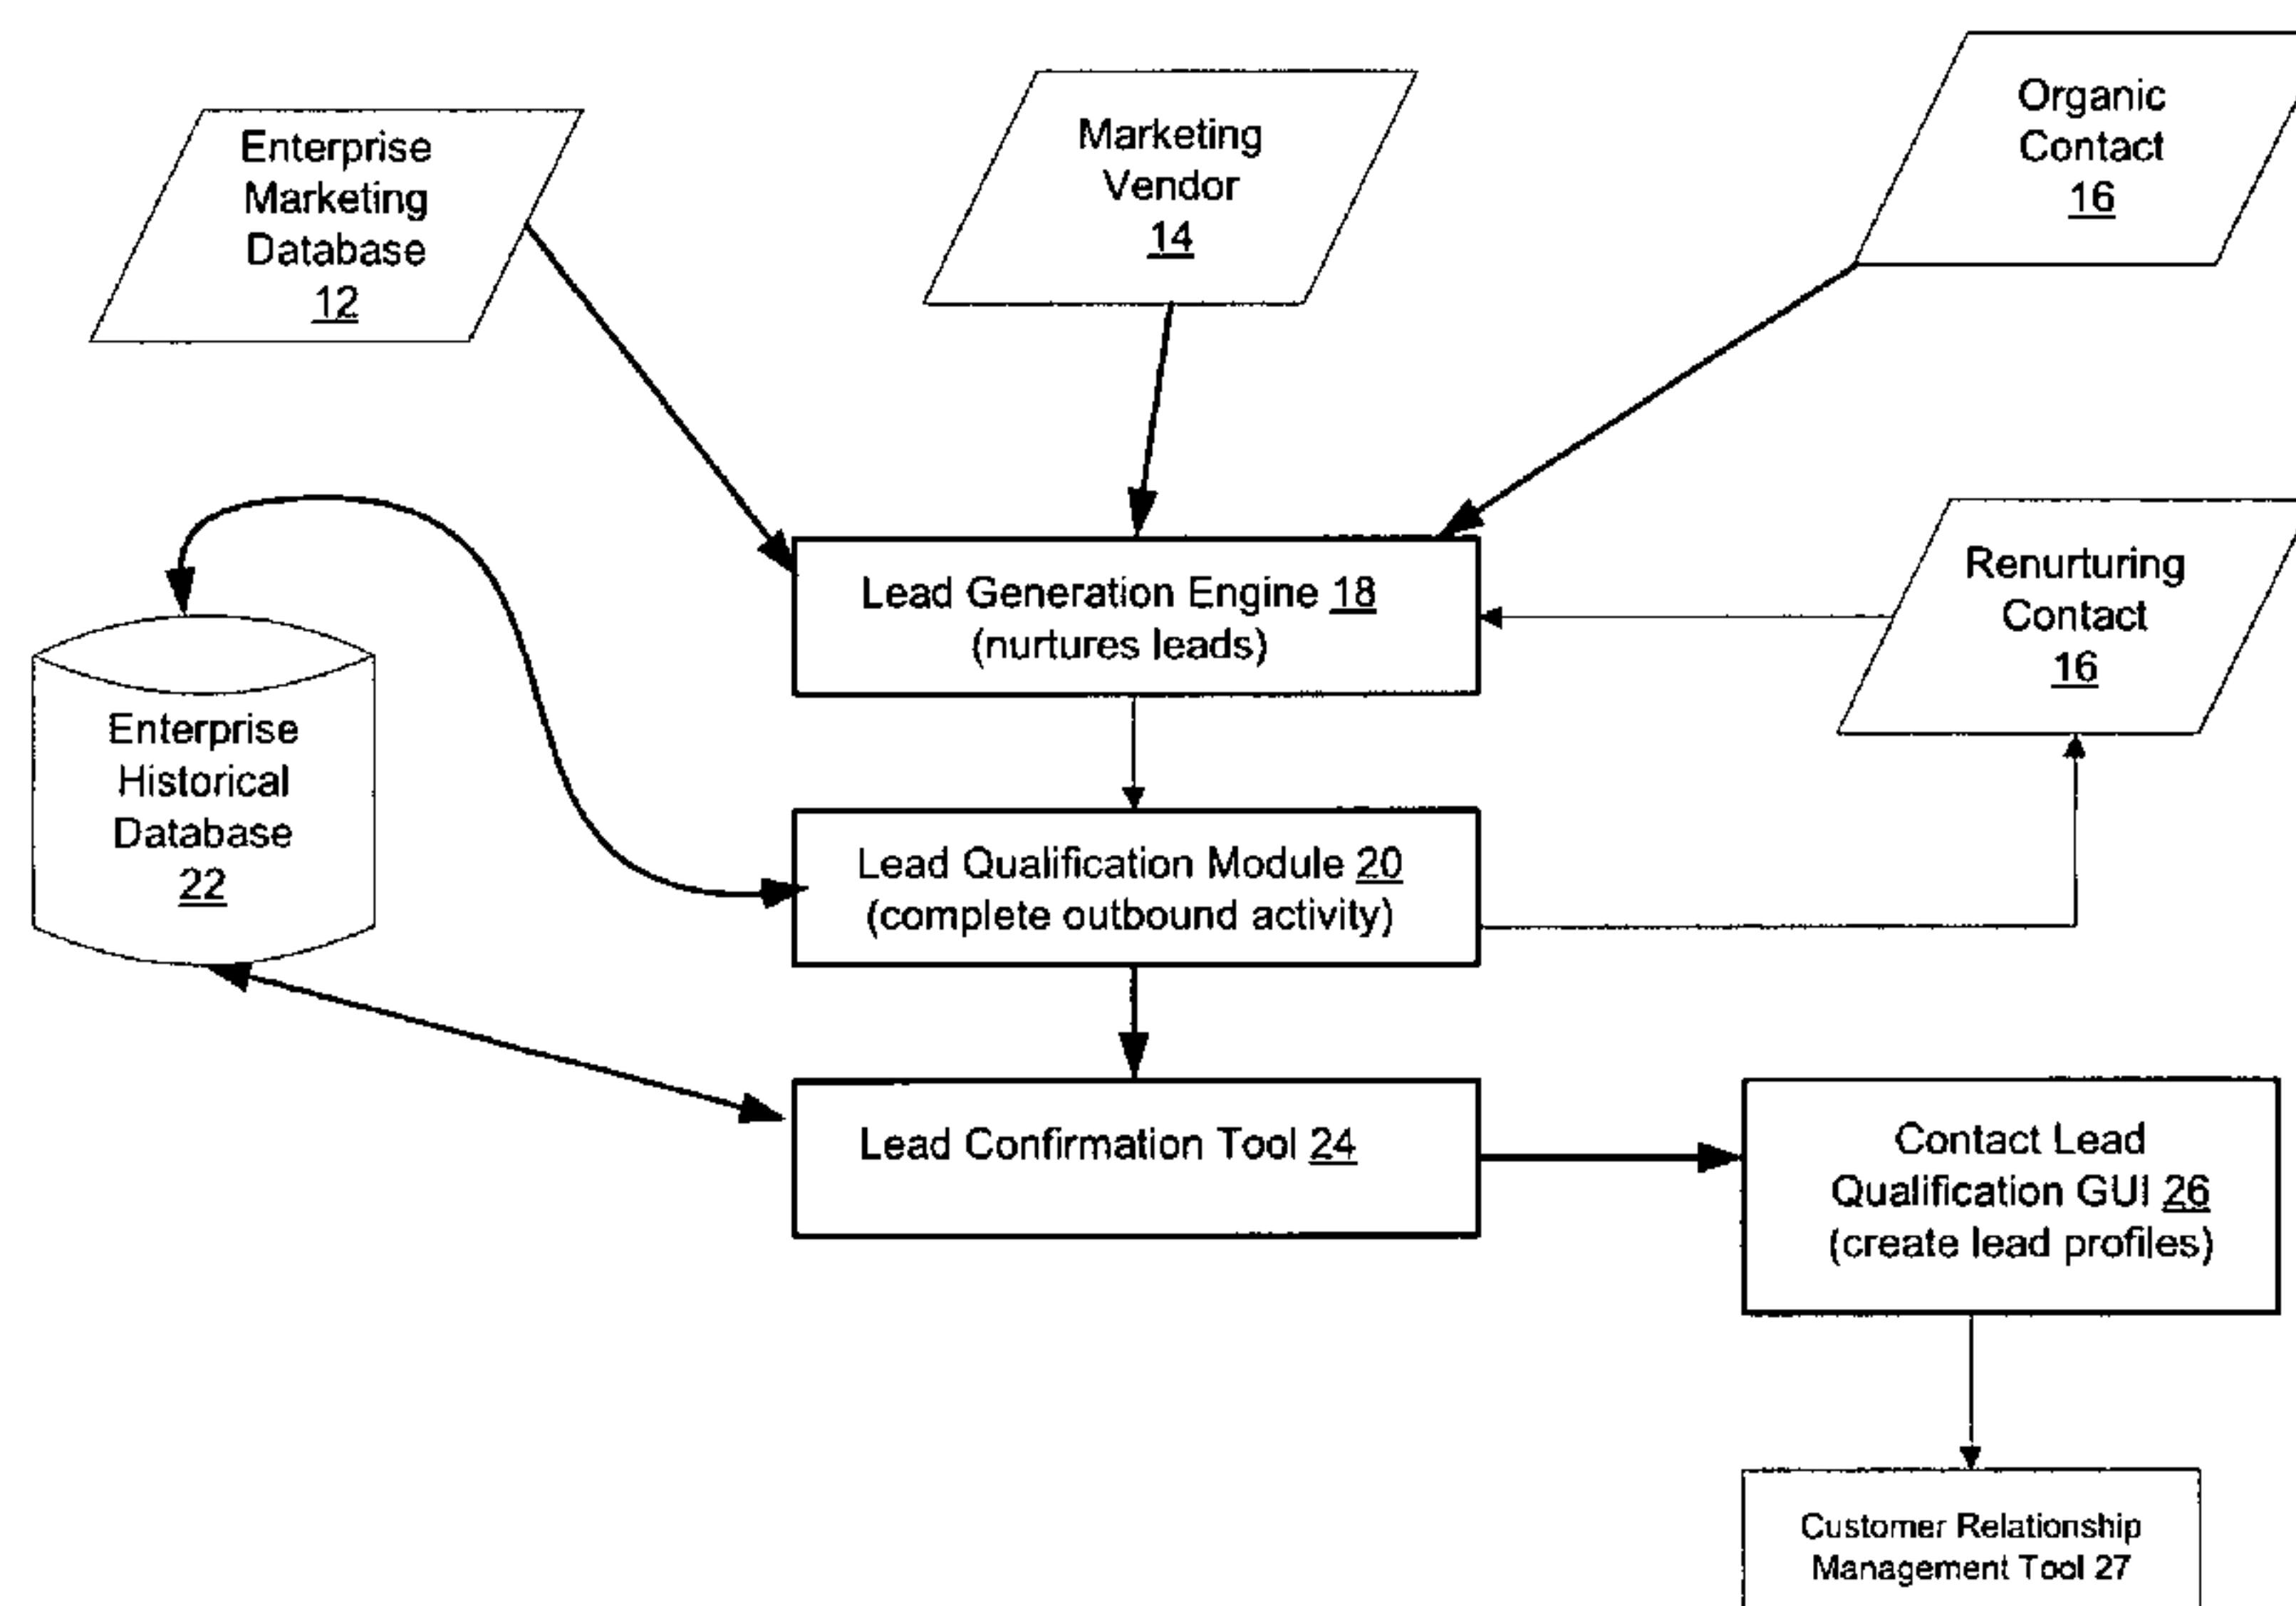 Enterprise
Marketing
Database
12
Marketing
Vendor
14
Organic
Contact
16
Lead Generation Engine 18
(nurtures leads)
Renurturing
Contact
16
Enterprise
Historical
Database
22
Lead Qualification Module 20
(complete outbound activity)
Lead Confirmation Tool 24
Contact Lead
Qualification GUI 26
(create lead profiles)
Customer Relationship
Management Tool 27